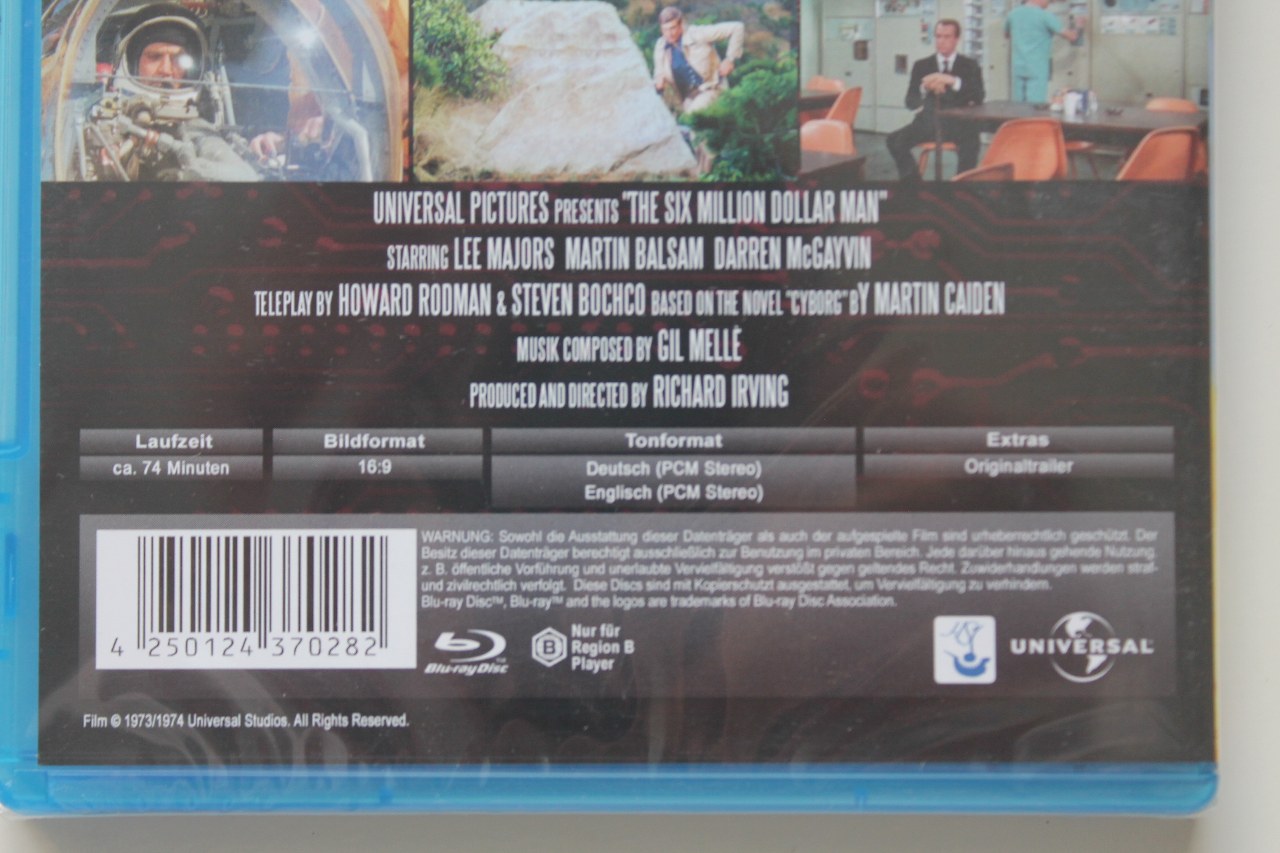 UNIVERSAL PICTURES PRESENTS "THE SIX MILLION DOLLAR MAN"
STARRING LEE MAJORS MARTIN BALSAM DARREN McGAYVIN
TELEPLAY BY HOWARD RODMAN & STEVEN BOCHCO BASED ON THE NOVEL "CYBORG" BY MARTIN CAIDEN
MUSIK COMPOSED BY GIL MELLÉ
PRODUCED AND DIRECTED BY RICHARD IRVING
Laufzeit
ca. 74 Minuten
Bildformat
16:9
Tonformat
Deutsch (PCM Stereo)
Englisch (PCM Stereo)
Extras
Originaltrailer
WARNUNG: Sowohl die Ausstattung dieser Datenträger als auch der aufgespielte Film sind urheberechtlich geschützt. Der
Besitz dieser Datenträger berechtigt ausschließlich zur Benutzung im privaten Bereich. Jede darüber hinaus gehende Nutzung,
z. B. öffentliche Vorführung und unerlaubte Vervielfältigung verstößt gegen geltendes Recht. Zuwiderhandlungen werden straf-
und zivilrechtlich verfolgt. Diese Discs sind mit Kopierschutz ausgestattet, um Vervielfältigung zu verhindern.
Blu-ray Disc™, Blu-ray™ and the logos are trademarks of Blu-ray Disc Association.
4 250124 370282
Blu-ray Disc™
B
Nur für
Region B
Player
UNIVERSAL
Film © 1973/1974 Universal Studios. All Rights Reserved.